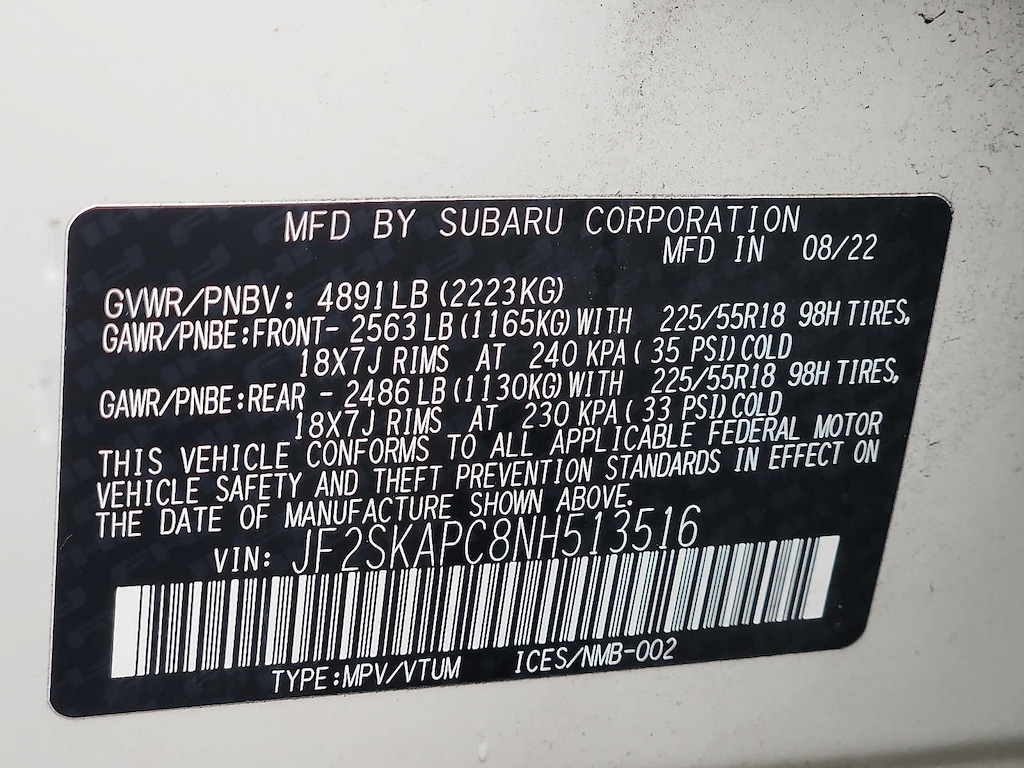 MFD BY SUBARU CORPORATION
MFD IN 08/22
GVWR/PNBV: 4891LB (2223KG)
GAWR/PNBE:FRONT- 2563 LB (1165KG) WITH 225/55R18 98H TIRES,
18X7J RIMS AT 240 KPA ( 35 PSI) COLD
GAWR/PNBE:REAR - 2486 LB (1130KG) WITH 225/55R18 98H TIRES,
18X7J RIMS AT 230 KPA ( 33 PSI) COLD
THIS VEHICLE CONFORMS TO ALL APPLICABLE FEDERAL MOTOR
VEHICLE SAFETY AND THEFT PREVENTION STANDARDS IN EFFECT ON
THE DATE OF MANUFACTURE SHOWN ABOVE.
VIN: JF2SKAPC8NH513516
TYPE:MPV/VTUM ICES/NMB-002